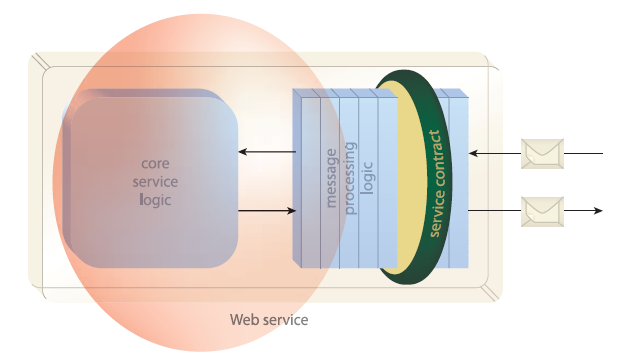 core
service
logic
message
processing
logic
service contract
Web service